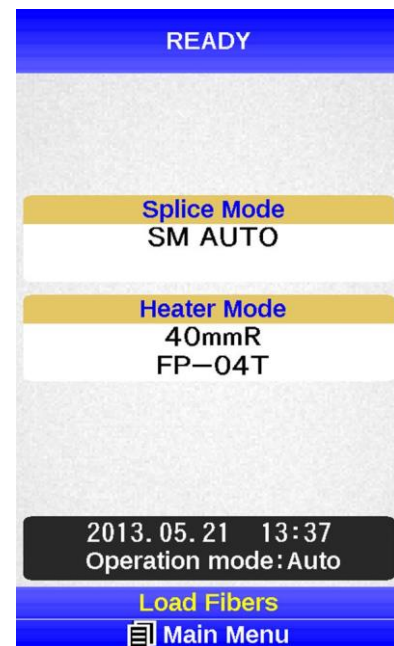 READY
Splice Mode
SM AUTO
Heater Mode
40mmR
FP-04T
2013.05.21 13:37
Operation mode:Auto
Load Fibers
Main Menu